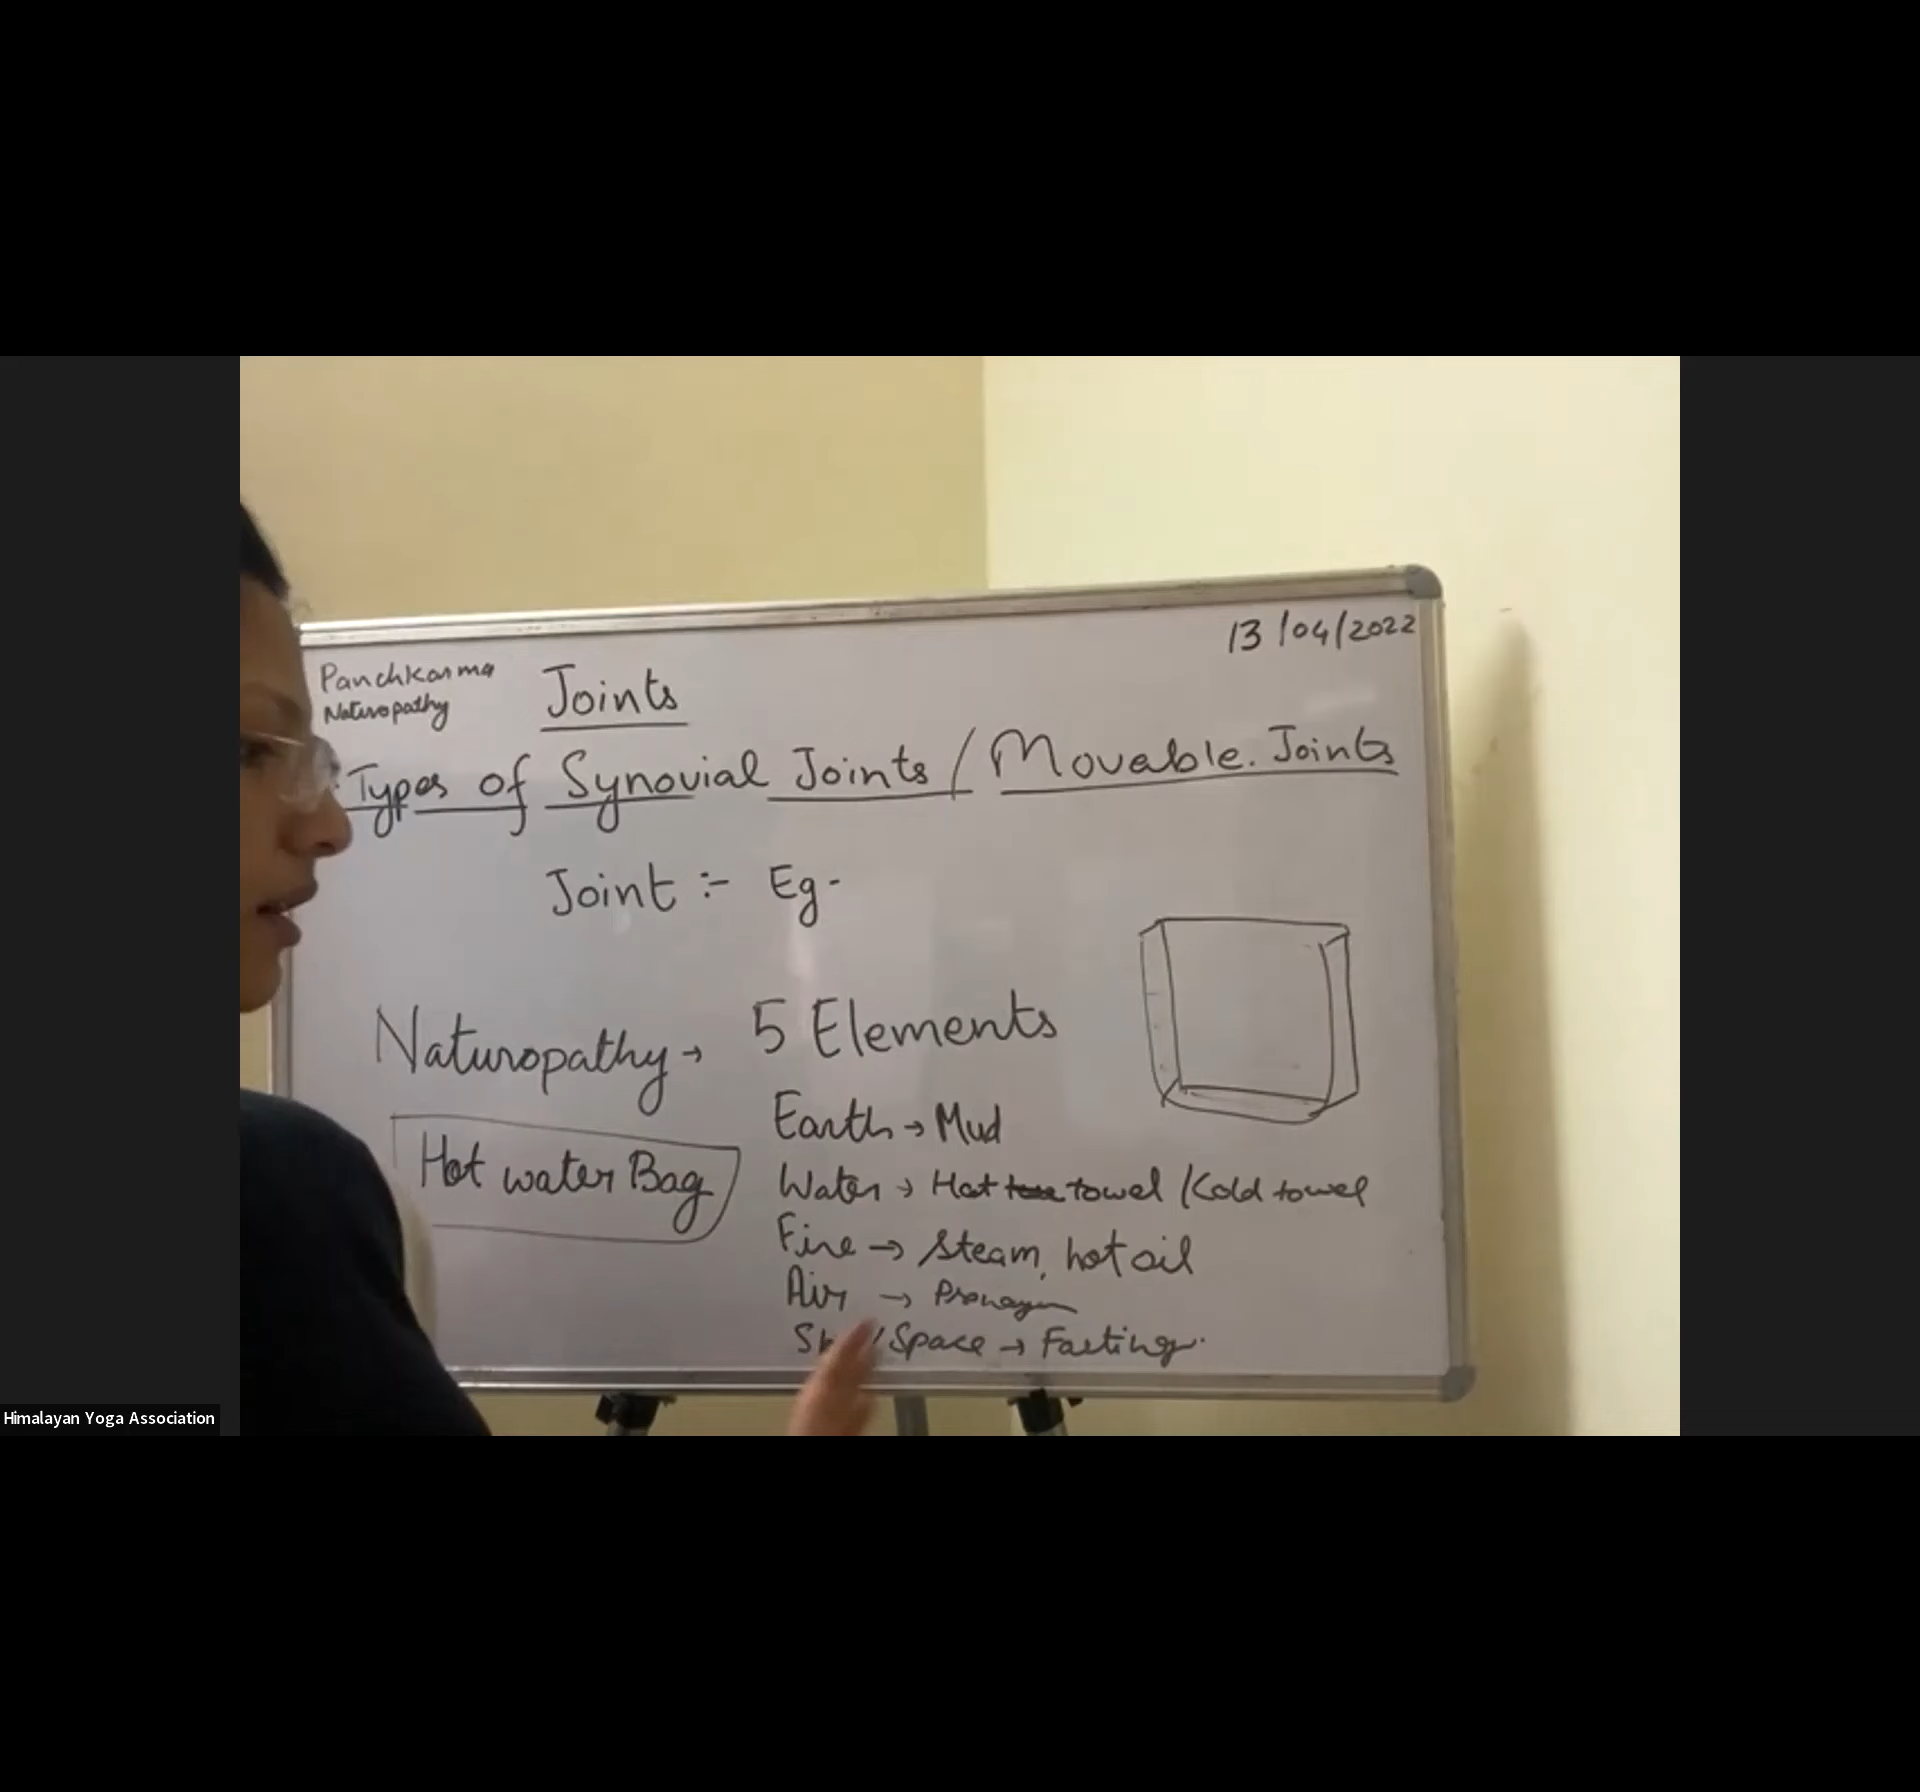 13/04/2022
Panchkarma
Naturopathy
Joints
Types of Synovial Joints / Movable. Joints
Joint :- Eg -
Naturopathy → 5 Elements
Earth → Mud
Hot water Bag
Water → Hot towel / Cold towel
Fire → Steam, hot oil
Air →
/ Space → Fasting.
Himalayan Yoga Association